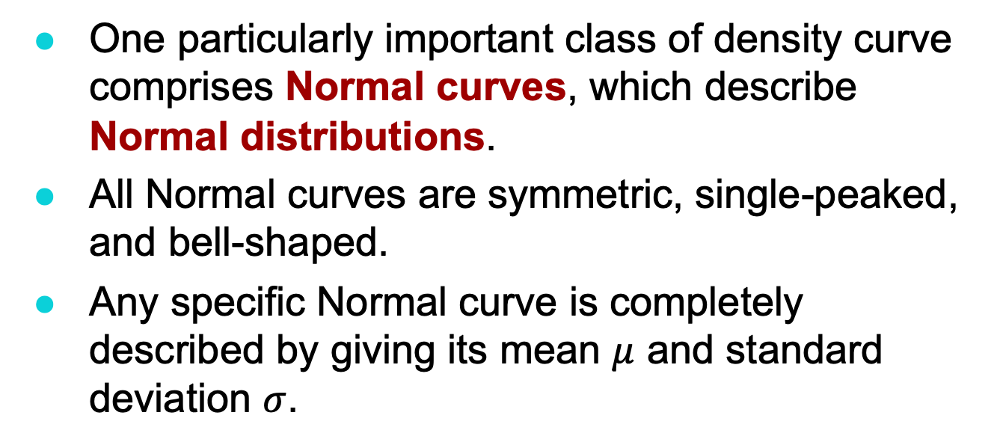 ● One particularly important class of density curve
comprises Normal curves, which describe
Normal distributions.
● All Normal curves are symmetric, single-peaked,
and bell-shaped.
● Any specific Normal curve is completely
described by giving its mean μ and standard
deviation σ.